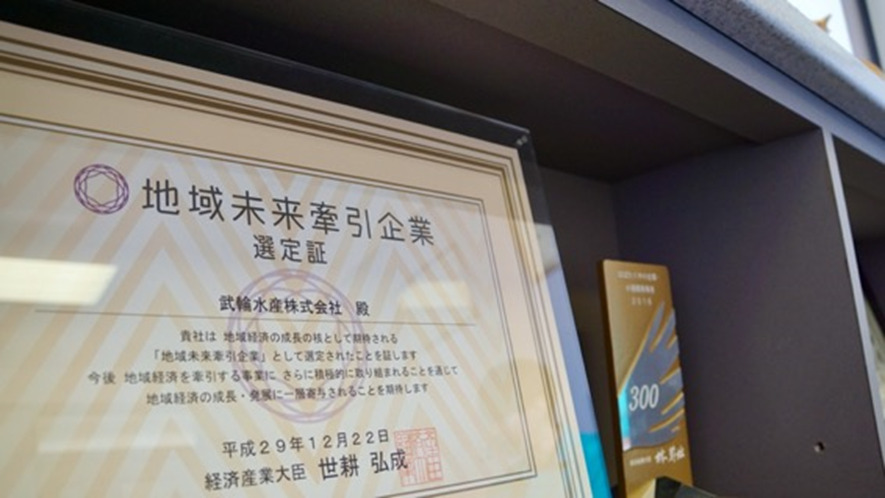 地域未来牽引企業
選定証
武輪水産株式会社 殿
貴社は 地域経済の成長の核として期待される
「地域未来牽引企業」として選定されたことを証します
今後 地域経済を牽引する事業に さらに積極的に取り組まれることを通じて
地域経済の成長・発展に一層寄与されることを期待します
平成29年12月22日
経済産業大臣 世耕 弘成
300